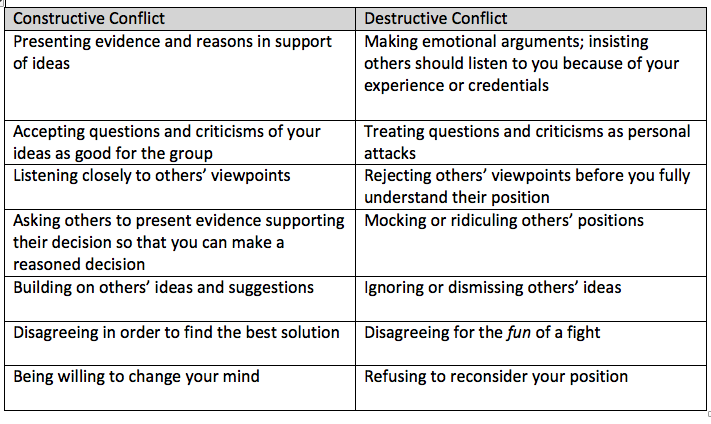 Constructive Conflict
Destructive Conflict
Presenting evidence and reasons in support
of ideas
Making emotional arguments; insisting
others should listen to you because of your
experience or credentials
Accepting questions and criticisms of your
ideas as good for the group
Treating questions and criticisms as personal
attacks
Listening closely to others’ viewpoints
Rejecting others’ viewpoints before you fully
understand their position
Asking others to present evidence supporting
their decision so that you can make a
reasoned decision
Mocking or ridiculing others’ positions
Building on others’ ideas and suggestions
Ignoring or dismissing others’ ideas
Disagreeing in order to find the best solution
Disagreeing for the fun of a fight
Being willing to change your mind
Refusing to reconsider your position